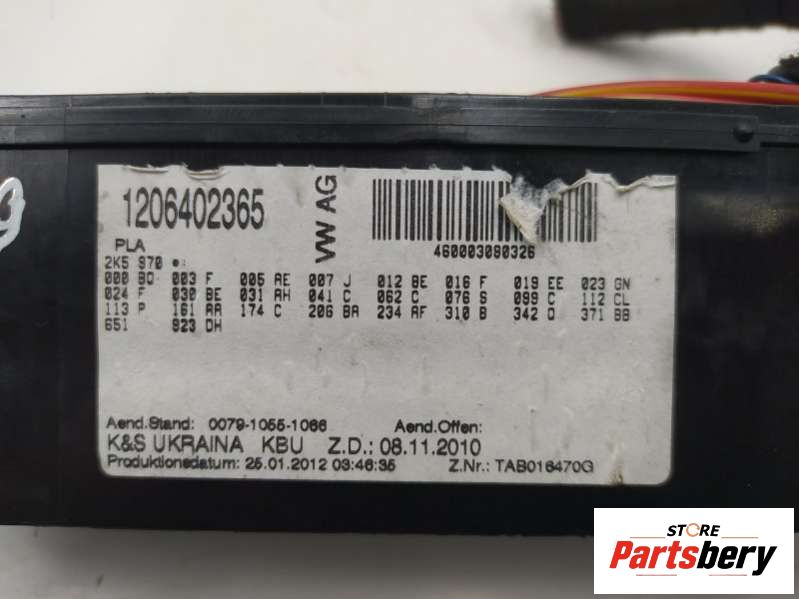 1206402365
VW AG
460003090326
PLA
2K5 970
000 BQ 003 F 005 AE 007 J 012 BE 016 F 019 EE 023 GN
024 F 030 BE 031 AH 041 C 062 C 076 S 099 C 112 CL
113 P 161 AA 174 C 206 BA 234 AF 310 B 342 Q 371 BB
651 923 DH
Aend.Stand: 0079-1055-1066 Aend.Offen:
K&S UKRAINA KBU Z.D.: 08.11.2010
Produktionsdatum: 25.01.2012 03:46:35 Z.Nr.: TAB016470G
STORE
Partsbery